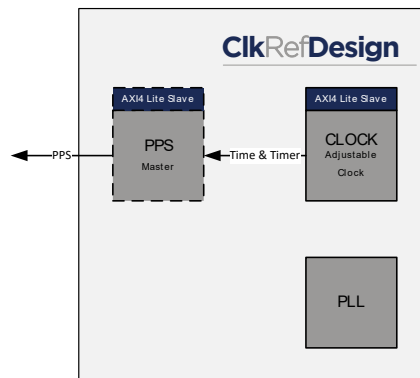 ClkRefDesign
AXI4 Lite Slave
AXI4 Lite Slave
PPS
Master
CLOCK
Adjustable
Clock
PPS
Time & Timer
PLL